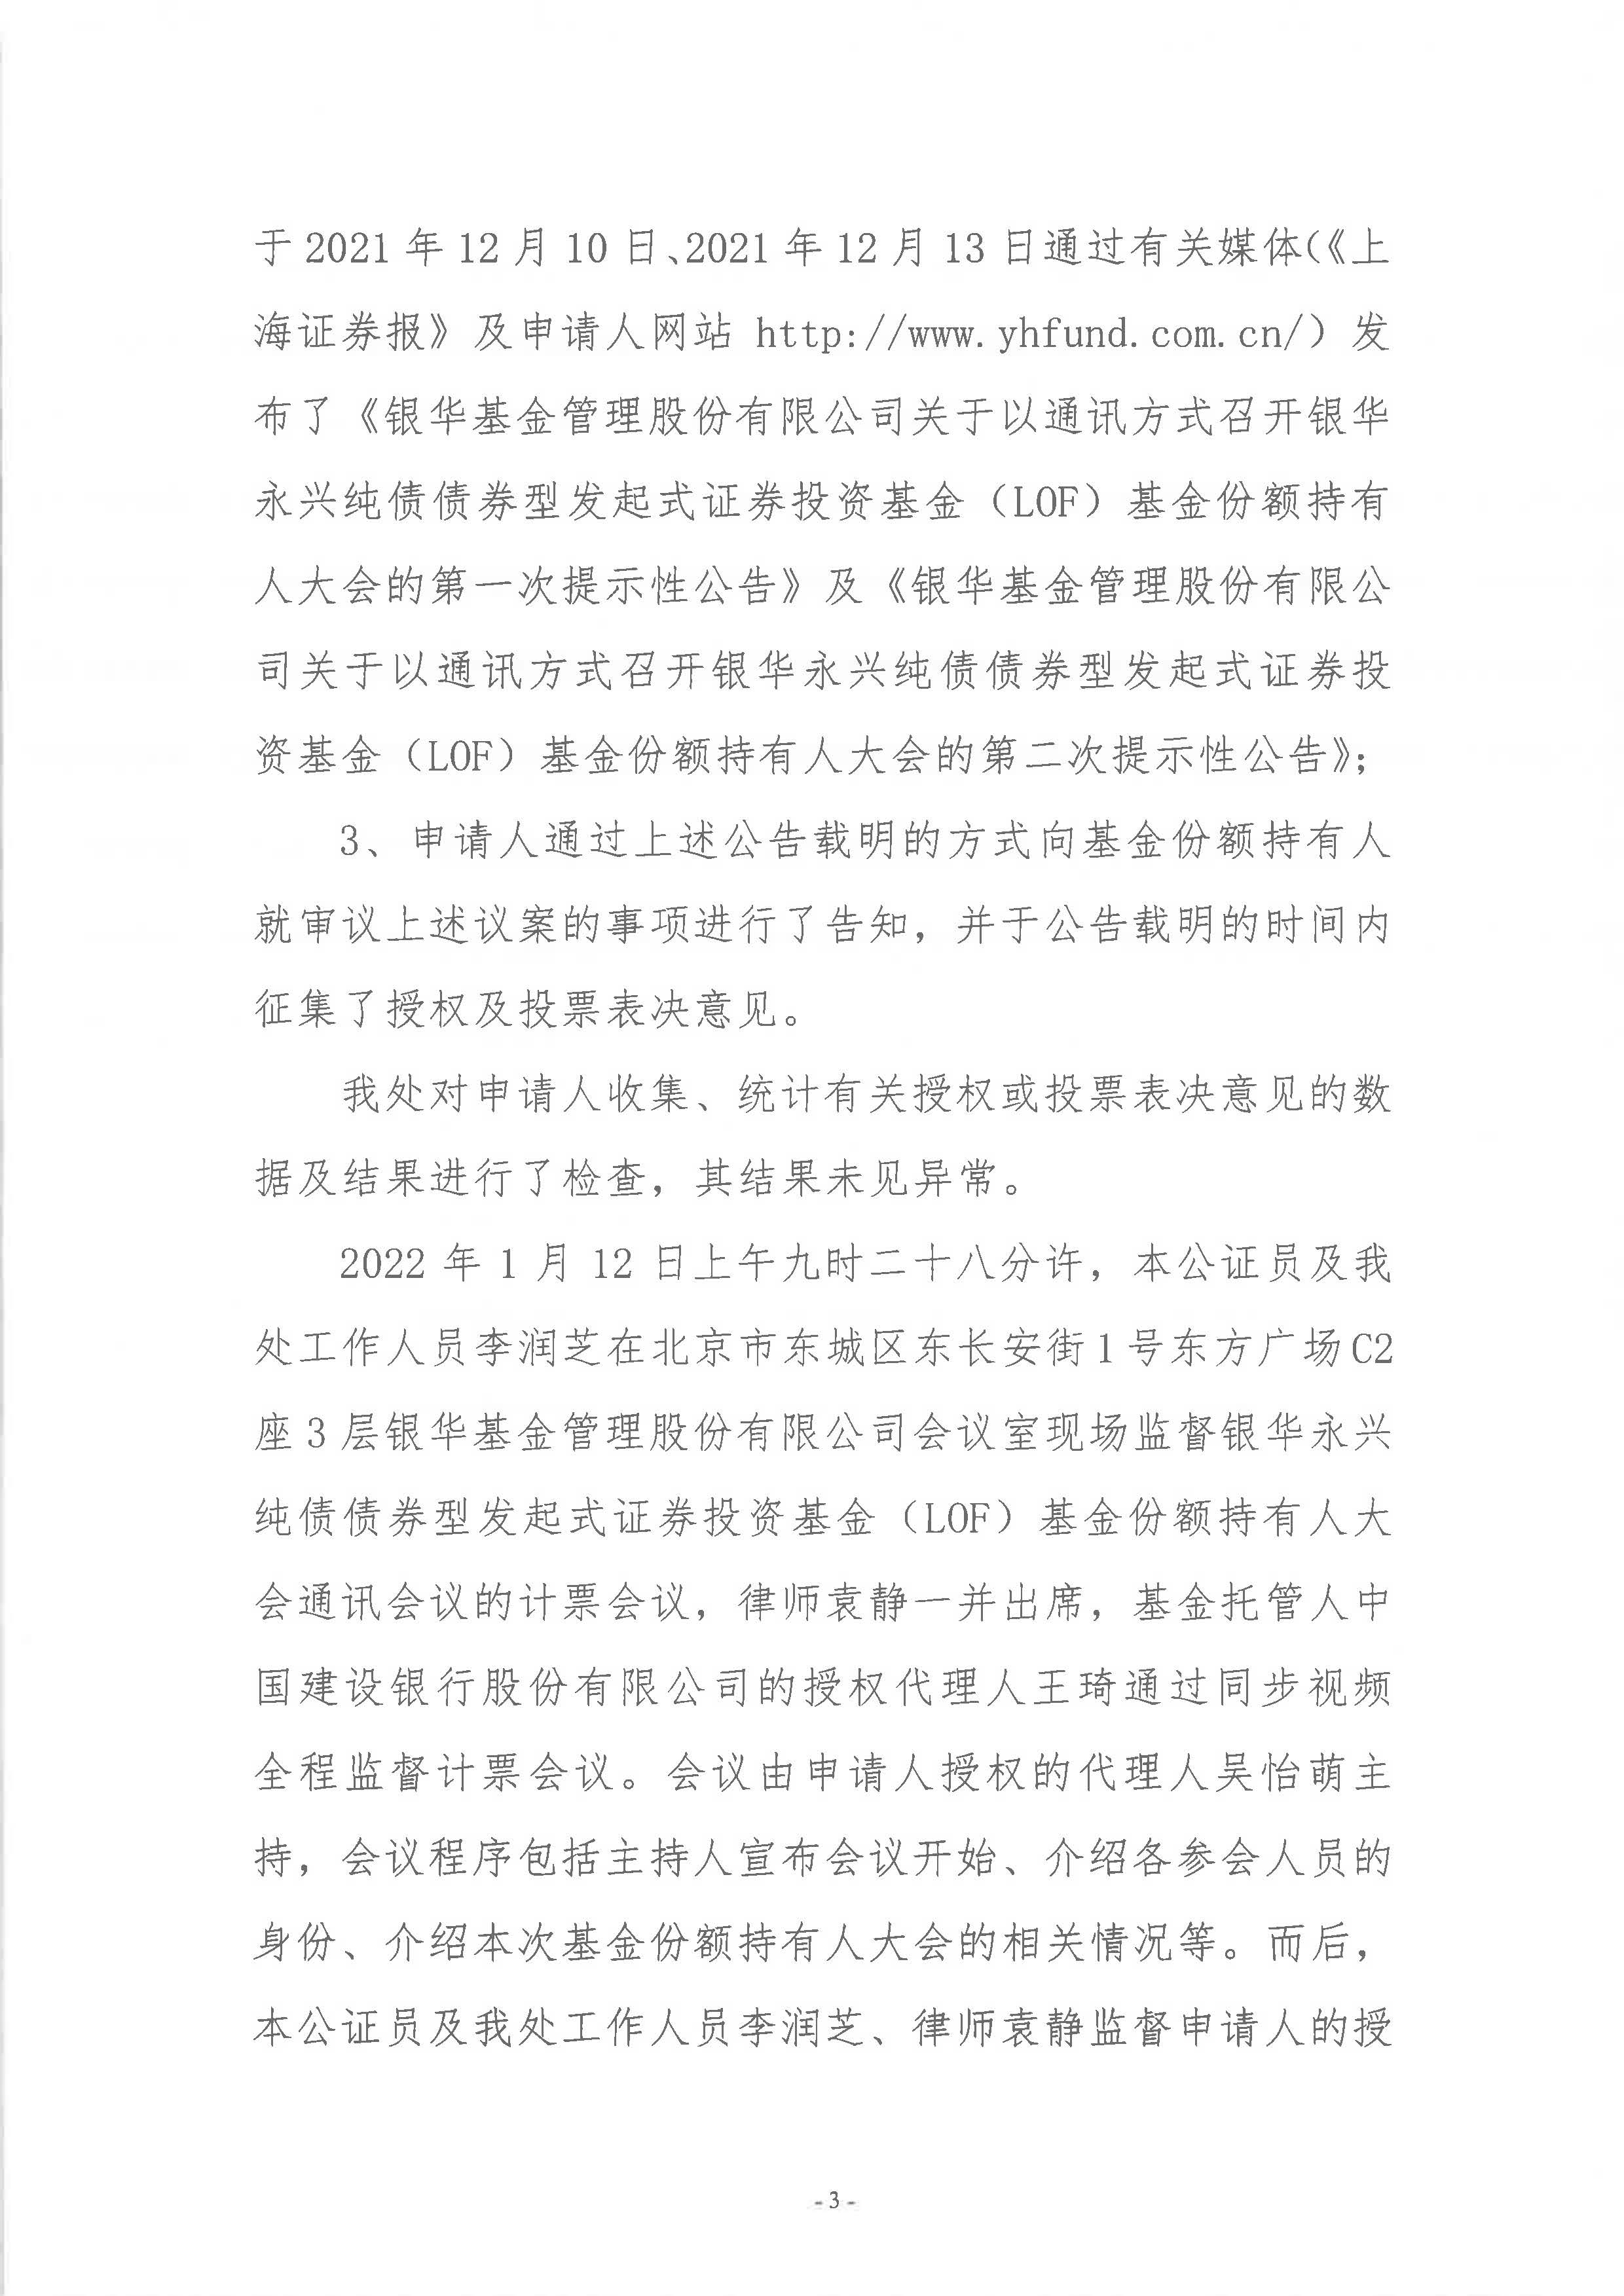 于 2021 年 12 月 10 日、2021 年 12 月 13 日通过有关媒体(《上
海证券报》及申请人网站 http://www.yhfund.com.cn/）发
布了《银华基金管理股份有限公司关于以通讯方式召开银华
永兴纯债债券型发起式证券投资基金（LOF）基金份额持有
人大会的第一次提示性公告》及《银华基金管理股份有限公
司关于以通讯方式召开银华永兴纯债债券型发起式证券投
资基金（LOF）基金份额持有人大会的第二次提示性公告》；
3、申请人通过上述公告载明的方式向基金份额持有人
就审议上述议案的事项进行了告知，并于公告载明的时间内
征集了授权及投票表决意见。
我处对申请人收集、统计有关授权或投票表决意见的数
据及结果进行了检查，其结果未见异常。
2022 年 1 月 12 日上午九时二十八分许，本公证员及我
处工作人员李润芝在北京市东城区东长安街 1 号东方广场 C2
座 3 层银华基金管理股份有限公司会议室现场监督银华永兴
纯债债券型发起式证券投资基金（LOF）基金份额持有人大
会通讯会议的计票会议，律师袁静一并出席，基金托管人中
国建设银行股份有限公司的授权代理人王琦通过同步视频
全程监督计票会议。会议由申请人授权的代理人吴怡萌主
持，会议程序包括主持人宣布会议开始、介绍各参会人员的
身份、介绍本次基金份额持有人大会的相关情况等。而后，
本公证员及我处工作人员李润芝、律师袁静监督申请人的授
- 3 -